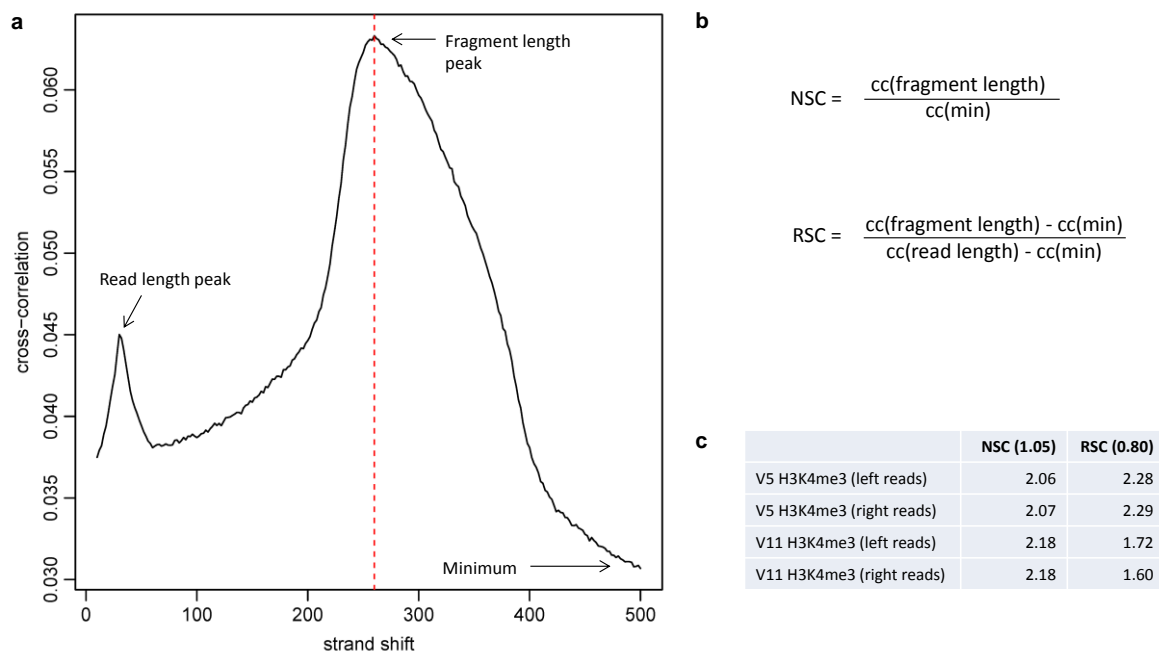 a
cross−correlation
0.060
0.055
0.050
0.045
0.040
0.035
0.030
Fragment length
peak
Read length peak
Minimum
0 100 200 300 400 500
strand shift
b
NSC = cc(fragment length)
cc(min)
RSC = cc(fragment length) - cc(min)
cc(read length) - cc(min)
c
NSC (1.05) RSC (0.80)
V5 H3K4me3 (left reads) 2.06 2.28
V5 H3K4me3 (right reads) 2.07 2.29
V11 H3K4me3 (left reads) 2.18 1.72
V11 H3K4me3 (right reads) 2.18 1.60